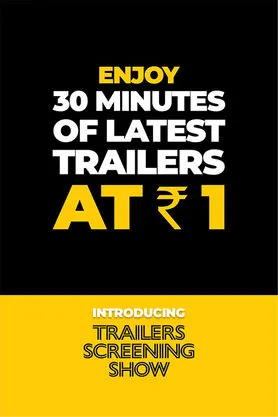 ENJOY
30 MINUTES
OF LATEST
TRAILERS
AT ₹ 1
INTRODUCING
TRAILERS
SCREENING
SHOW